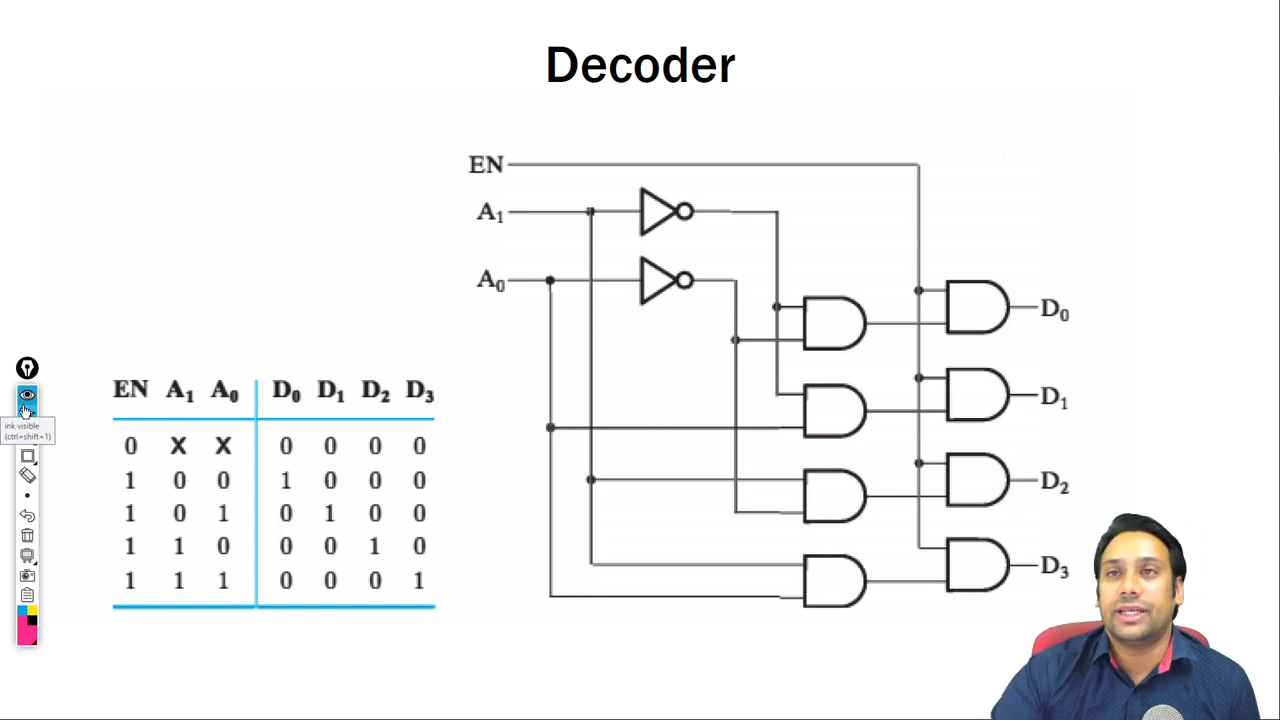 Decoder
EN
A₁
A₀
D₀
D₁
D₂
D₃
EN A₁ A₀ D₀ D₁ D₂ D₃
0 X X 0 0 0 0
1 0 0 1 0 0 0
1 0 1 0 1 0 0
1 1 0 0 0 1 0
1 1 1 0 0 0 1
ink visible
(ctrl+shift+1)